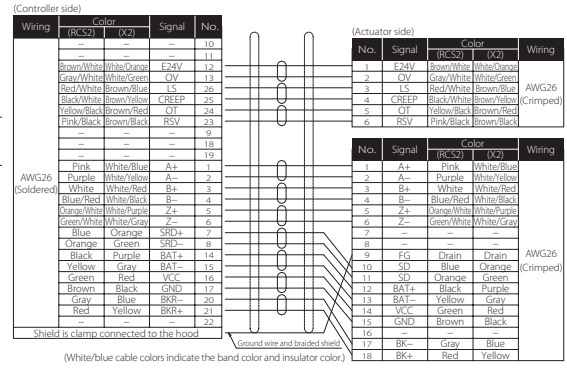 (Controller side)
Wiring Color Signal No.
(RCS2) (X2)
– – – 10
– – – 11
Brown/White White/Orange E24V 12
Gray/White White/Green OV 13
Red/White Brown/Blue LS 26
Black/White Brown/Yellow CREEP 25
Yellow/Black Brown/Red OT 24
Pink/Black Brown/Black RSV 23
– – – 9
– – – 18
– – – 19
Pink White/Blue A+ 1
AWG26 Purple White/Yellow A− 2
(Soldered) White White/Red B+ 3
Blue/Red White/Black B− 4
Orange/White White/Purple Z+ 5
Green/White White/Gray Z− 6
Blue Orange SRD+ 7
Orange Green SRD− 8
Black Purple BAT+ 14
Yellow Gray BAT− 15
Green Red VCC 16
Brown Black GND 17
Gray Blue BKR− 20
Red Yellow BKR+ 21
– – – 22
Shield is clamp connected to the hood
Ground wire and braided shield
(White/blue cable colors indicate the band color and insulator color.)
(Actuator side)
No. Signal Color Wiring
(RCS2) (X2)
1 E24V Brown/White White/Orange
2 OV Gray/White White/Green
3 LS Red/White Brown/Blue AWG26
4 CREEP Black/White Brown/Yellow (Crimped)
5 OT Yellow/Black Brown/Red
6 RSV Pink/Black Brown/Black
No. Signal Color Wiring
(RCS2) (X2)
1 A+ Pink White/Blue
2 A− Purple White/Yellow
3 B+ White White/Red
4 B− Blue/Red White/Black
5 Z+ Orange/White White/Purple
6 Z− Green/White White/Gray
7 – – –
8 – – –
9 FG Drain Drain AWG26
10 SD Blue Orange (Crimped)
11 SD Orange Green
12 BAT+ Black Purple
13 BAT− Yellow Gray
14 VCC Green Red
15 GND Brown Black
16 – – –
17 BK− Gray Blue
18 BK+ Red Yellow